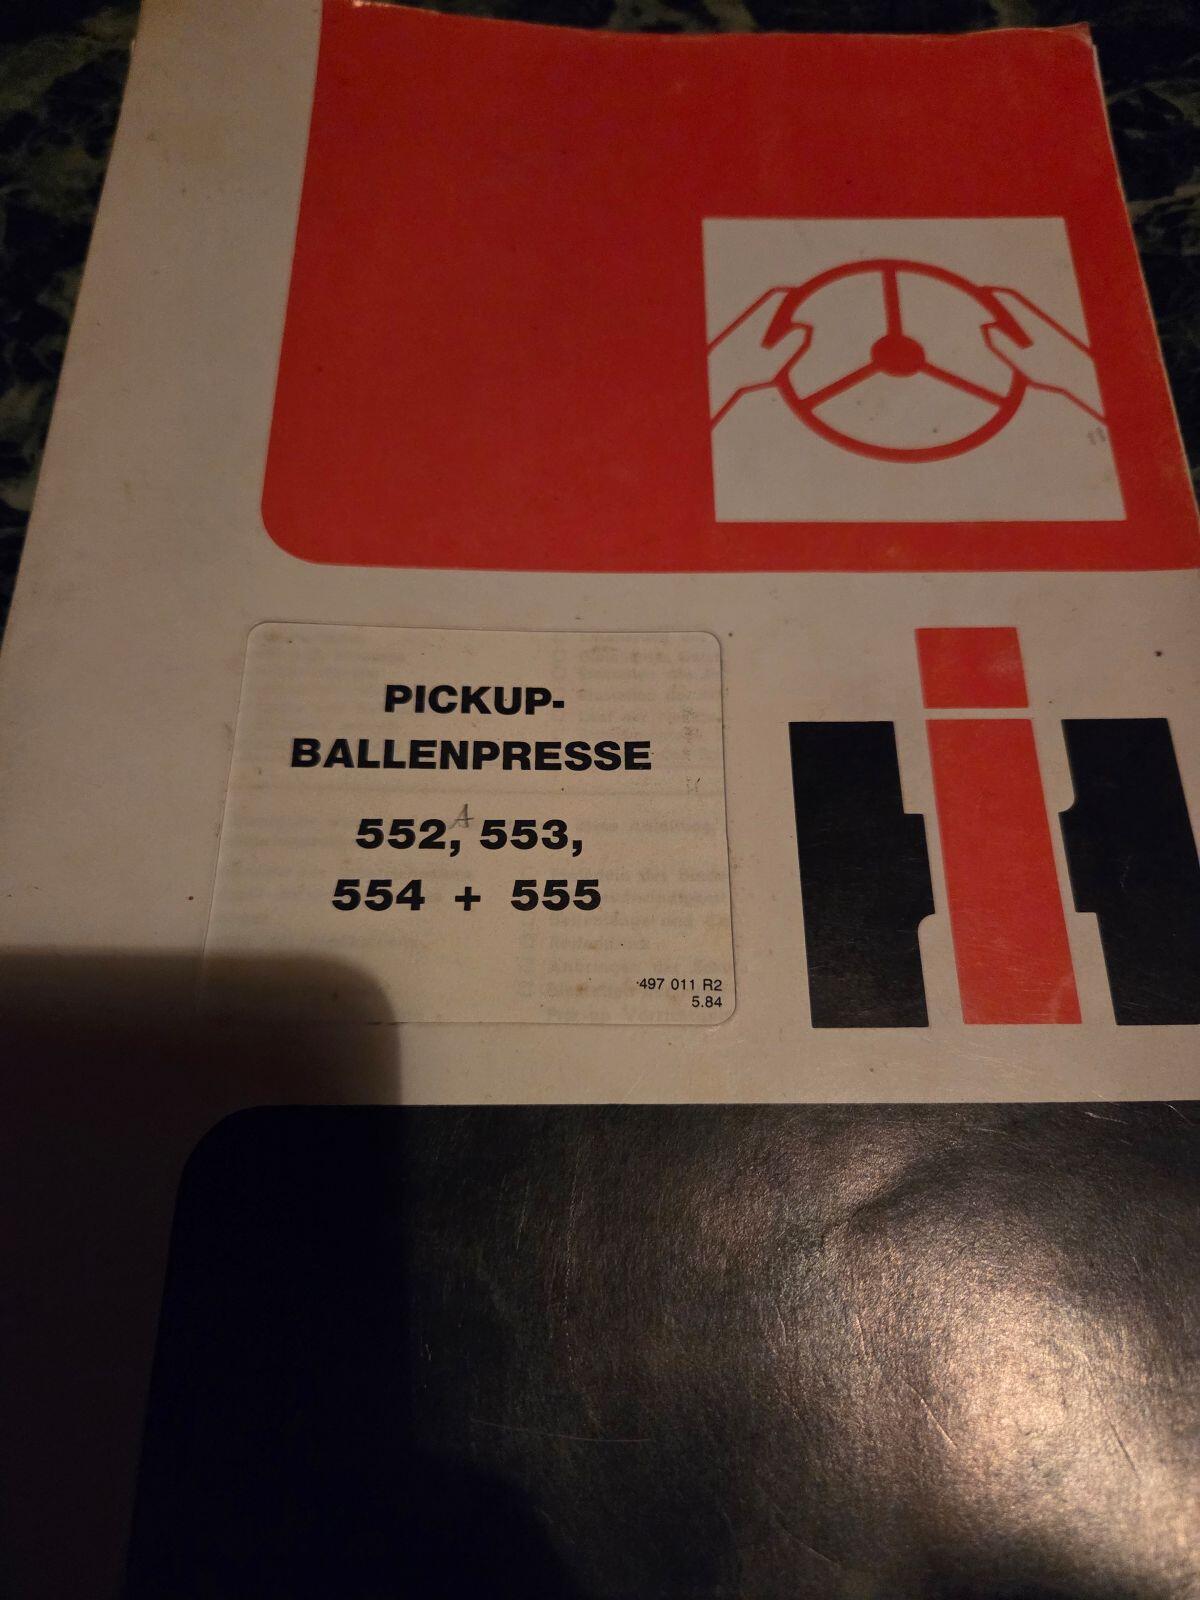 PICKUP-
BALLENPRESSE
A
552, 553,
554 + 555
497 011 R2
5.84